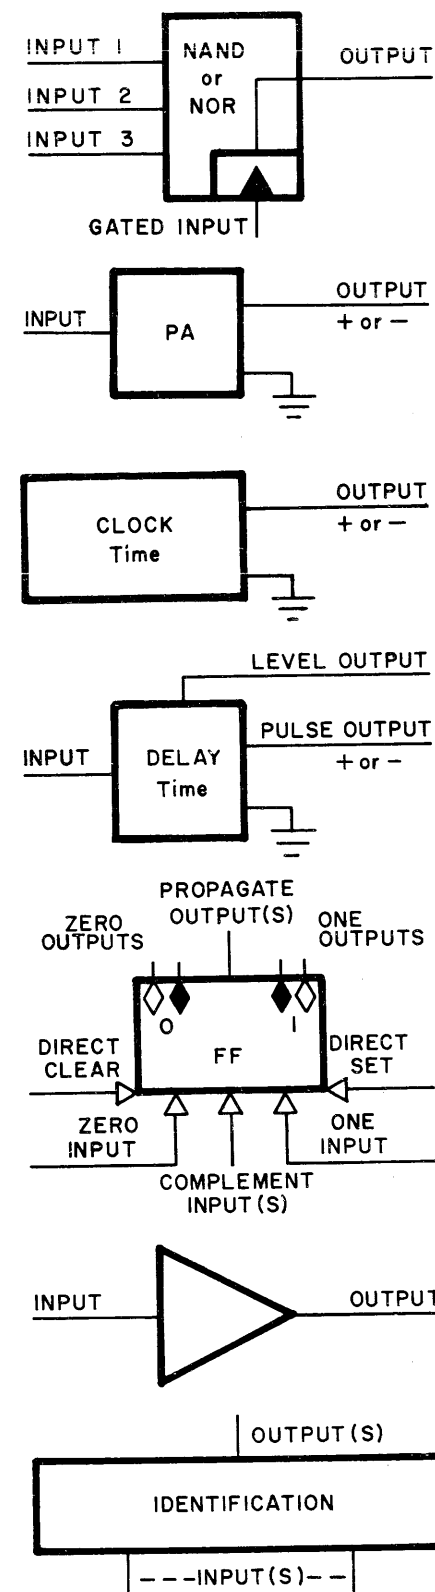 INPUT 1
NAND
or
NOR
OUTPUT
INPUT 2
INPUT 3
GATED INPUT
INPUT
PA
OUTPUT
+ or -
CLOCK
Time
OUTPUT
+ or -
LEVEL OUTPUT
INPUT
DELAY
Time
PULSE OUTPUT
+ or -
PROPAGATE
OUTPUT(S)
ZERO
OUTPUTS
ONE
OUTPUTS
0
1
FF
DIRECT
CLEAR
DIRECT
SET
ZERO
INPUT
ONE
INPUT
COMPLEMENT
INPUT(S)
INPUT
OUTPUT
OUTPUT(S)
IDENTIFICATION
---INPUT(S)--